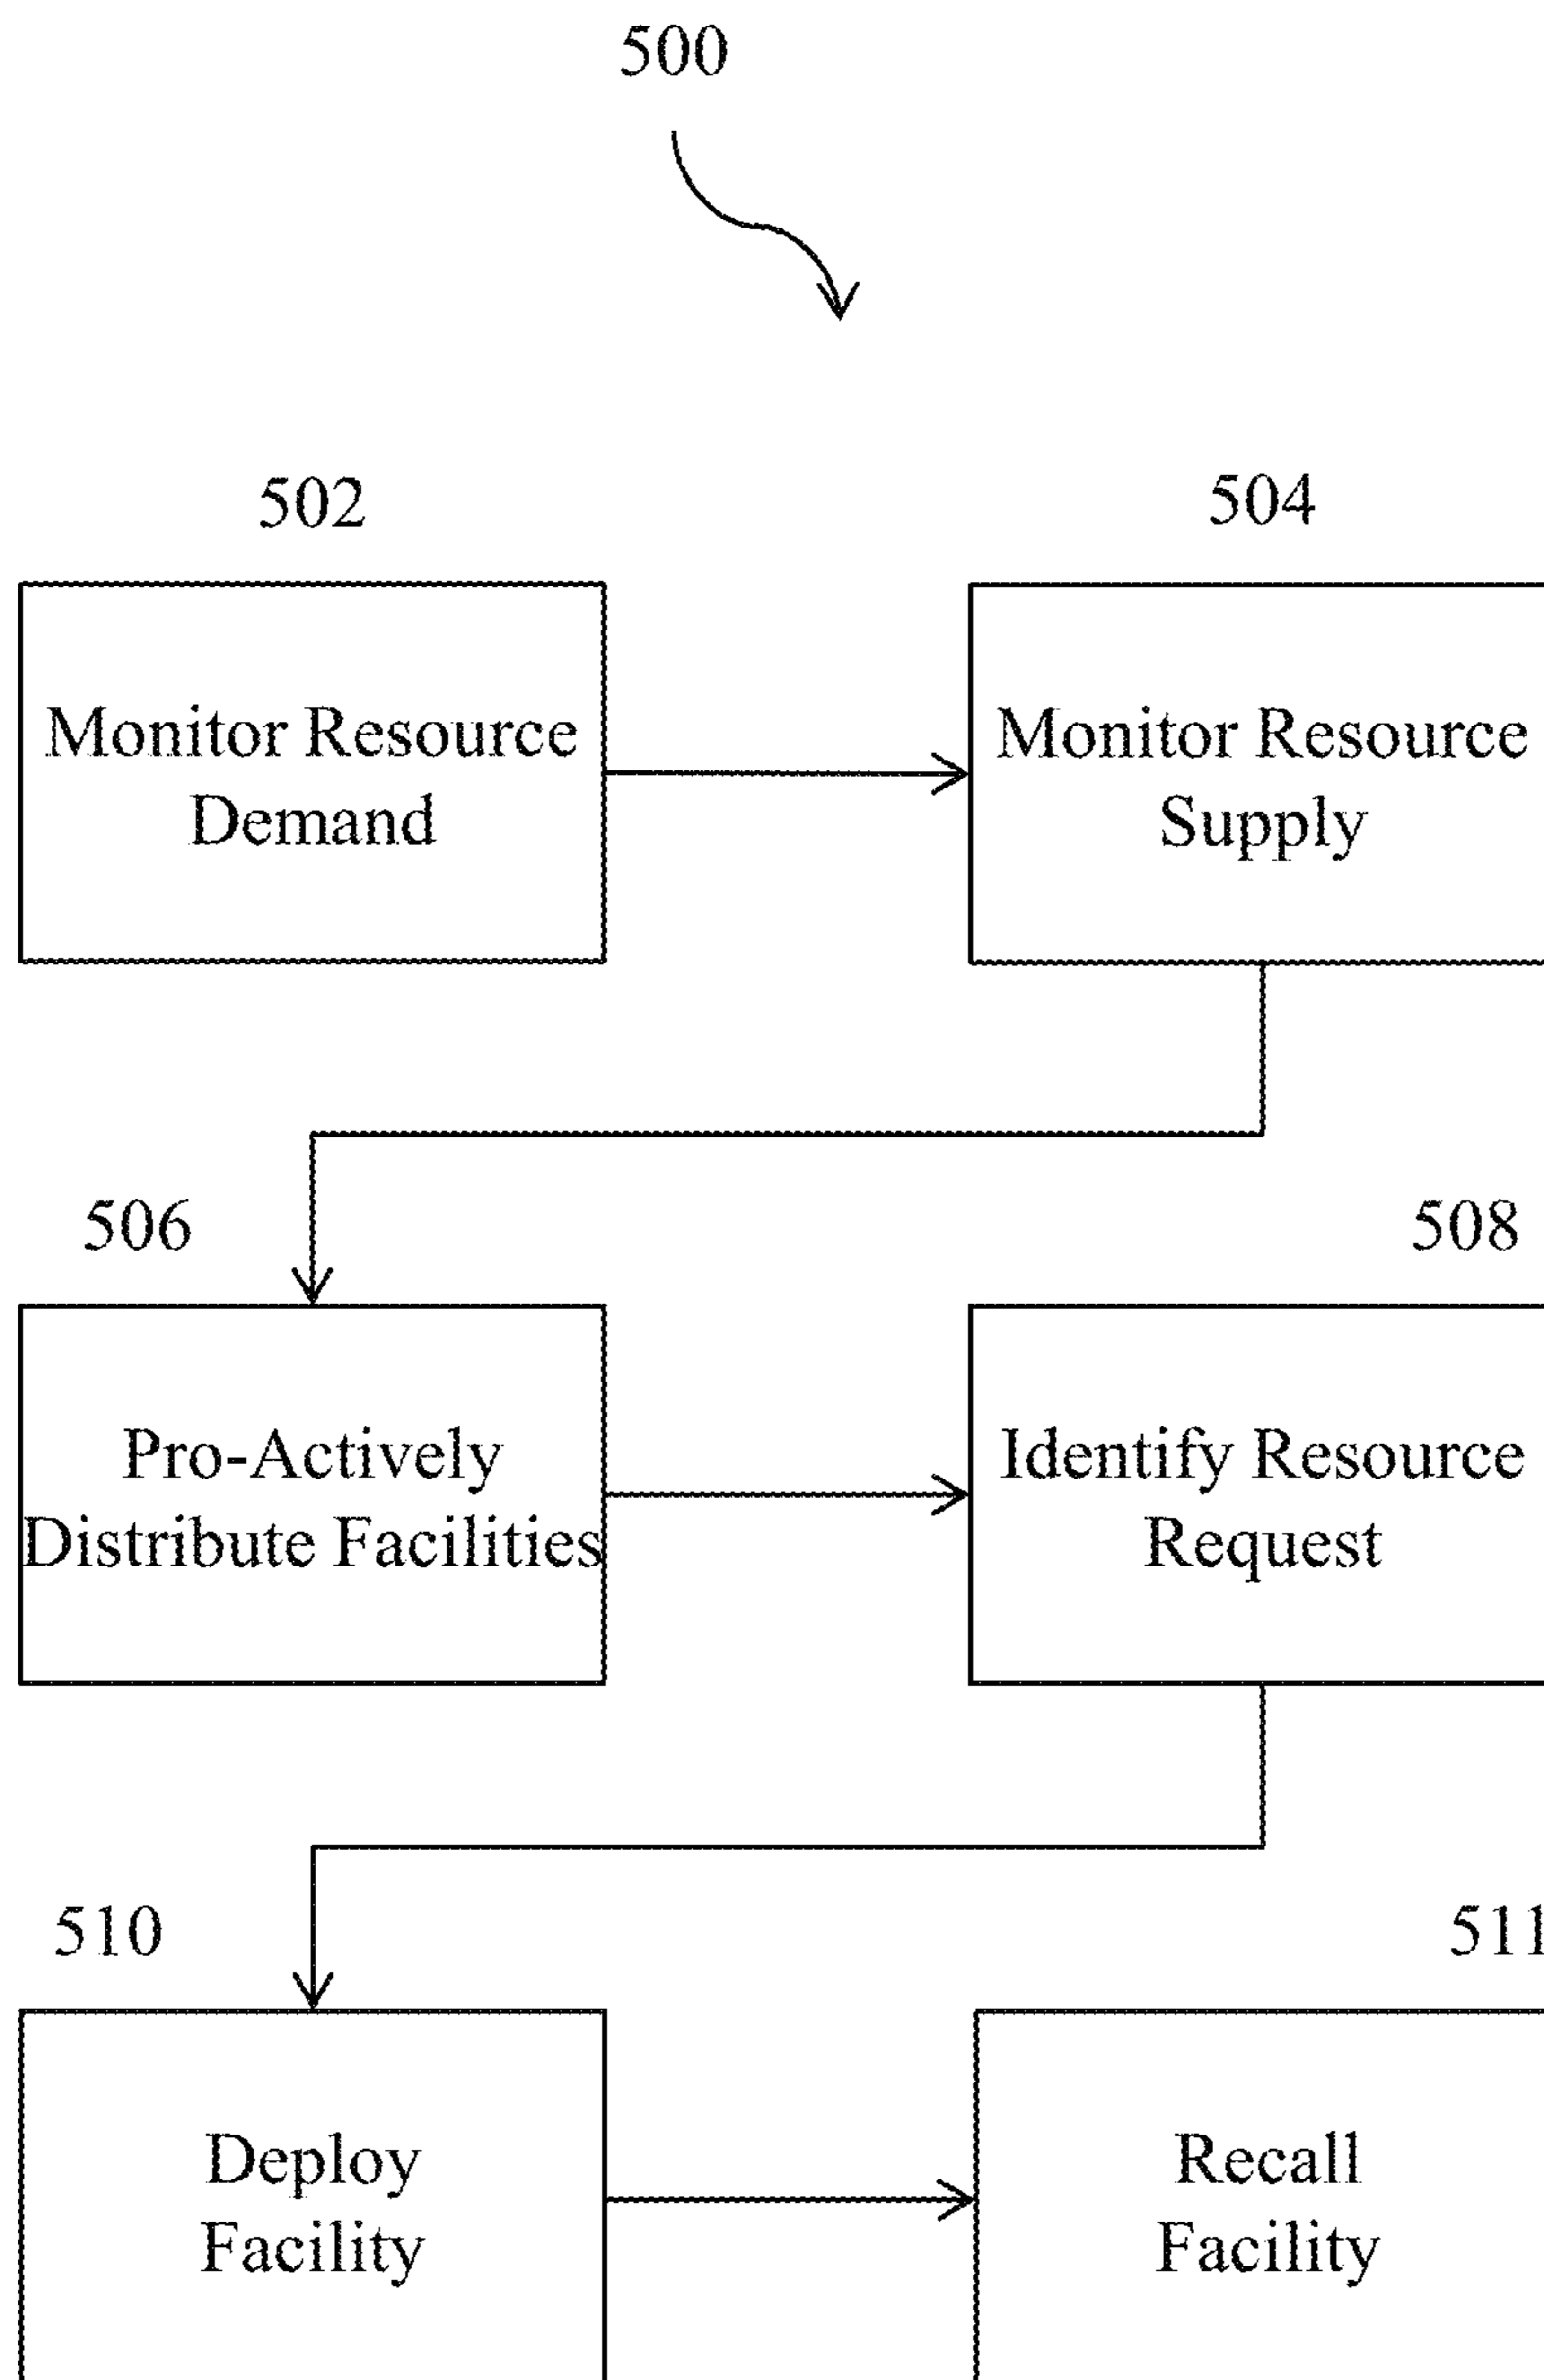 500
502
504
Monitor Resource
Demand
Monitor Resource
Supply
506
508
Pro-Actively
Distribute Facilities
Identify Resource
Request
510
511
Deploy
Facility
Recall
Facility